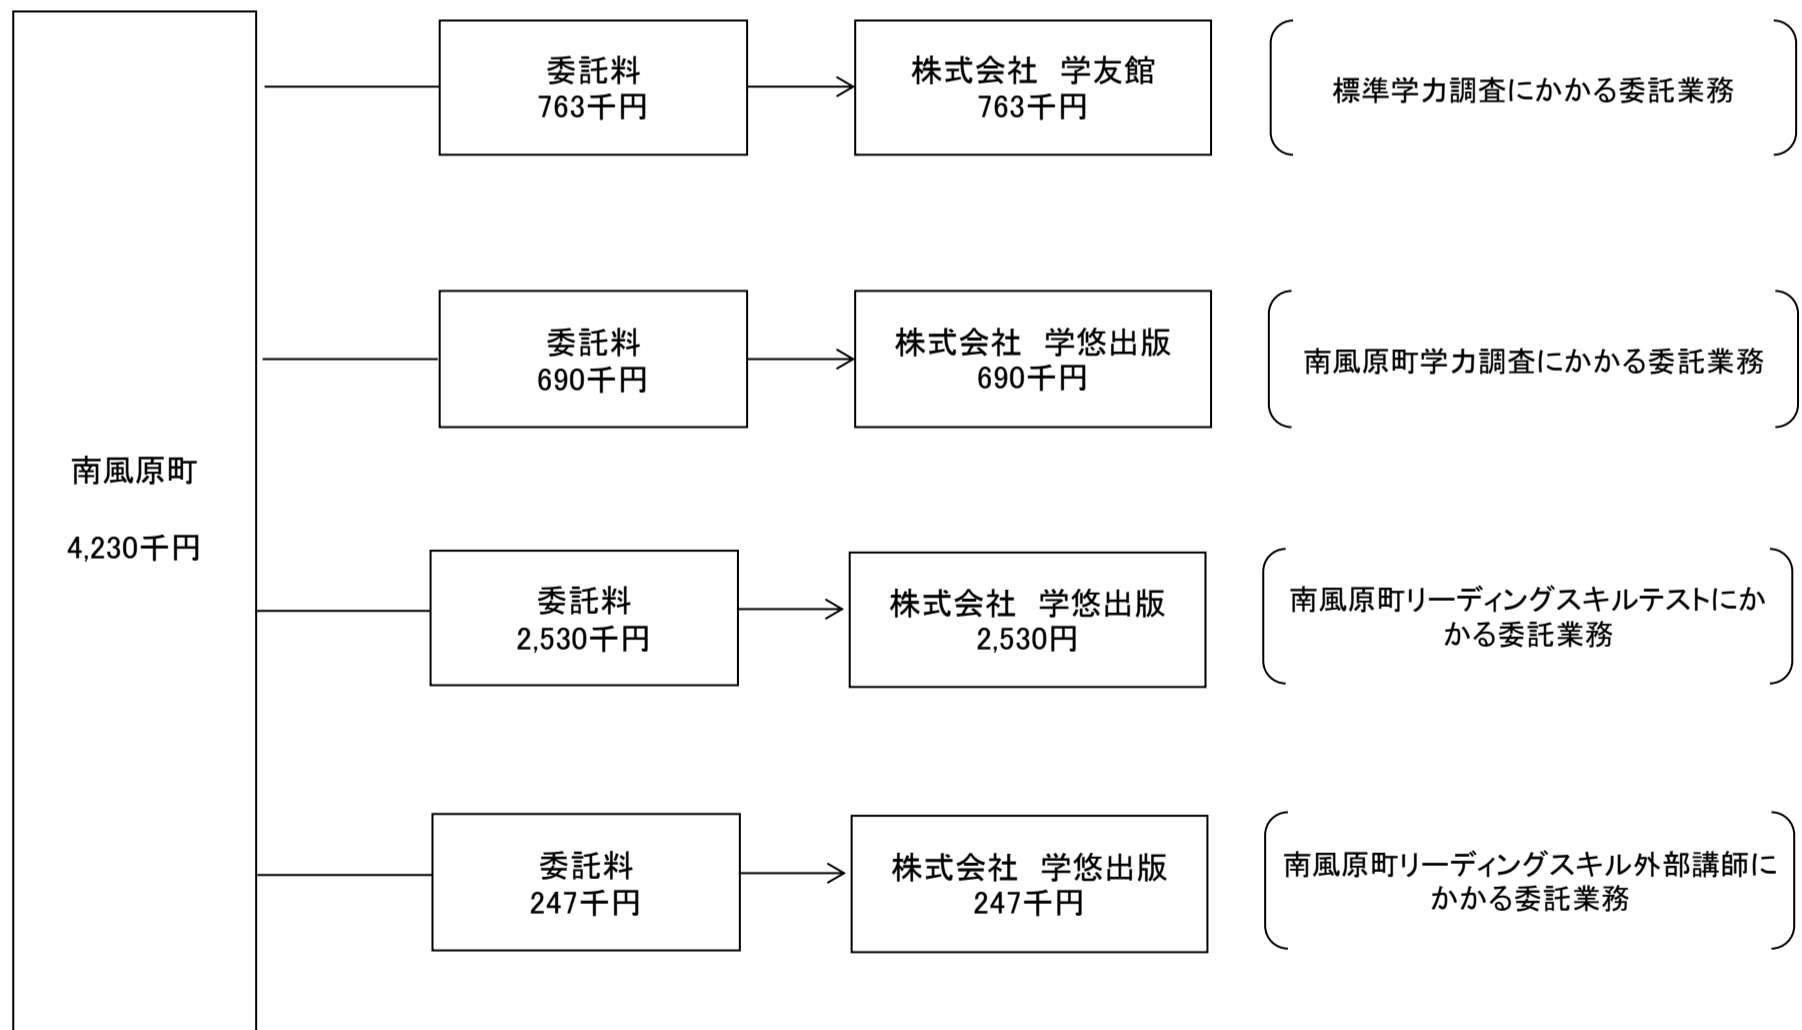 南風原町
4,230千円
委託料
763千円
株式会社　学友館
763千円
標準学力調査にかかる委託業務
委託料
690千円
株式会社　学悠出版
690千円
南風原町学力調査にかかる委託業務
委託料
2,530千円
株式会社　学悠出版
2,530円
南風原町リーディングスキルテストにか
かる委託業務
委託料
247千円
株式会社　学悠出版
247千円
南風原町リーディングスキル外部講師に
かかる委託業務